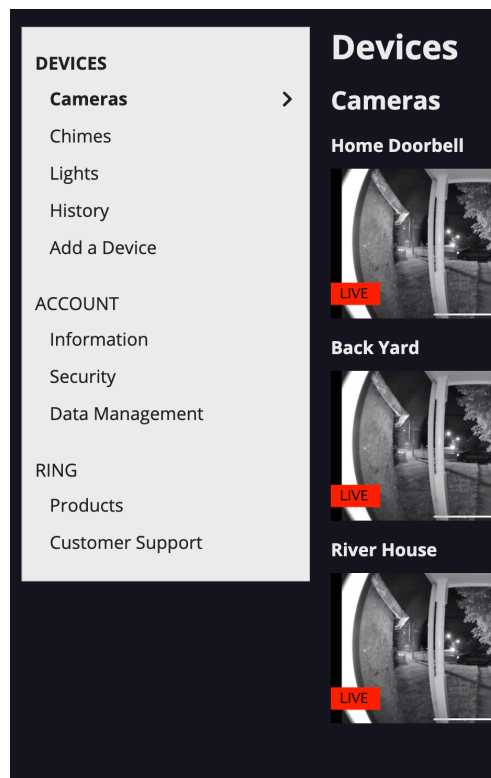 DEVICES
Cameras
Chimes
Lights
History
Add a Device
ACCOUNT
Information
Security
Data Management
RING
Products
Customer Support
Devices
Cameras
Home Doorbell
LIVE
Back Yard
LIVE
River House
LIVE